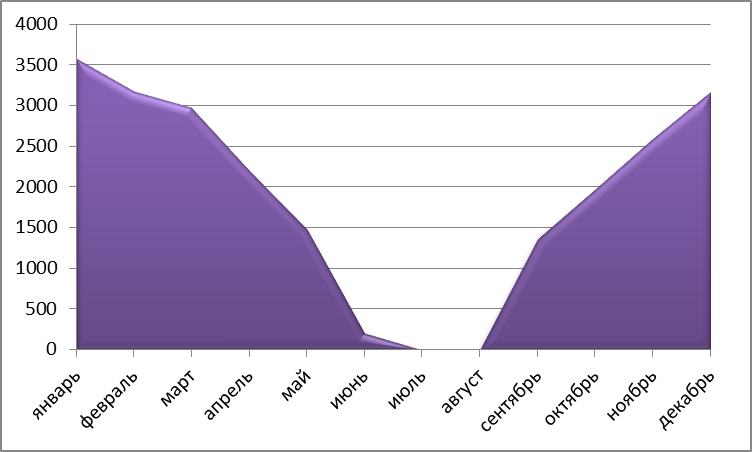 4000
3500
3000
2500
2000
1500
1000
500
0
январь
февраль
март
апрель
май
июнь
июль
август
сентябрь
октябрь
ноябрь
декабрь